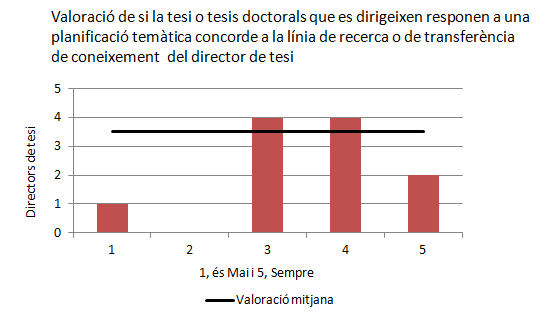 Valoració de si la tesi o tesis doctorals que es dirigeixen responen a una
planificació temàtica concorde a la línia de recerca o de transferència
de coneixement del director de tesi
5
4
3
2
1
0
Directors de tesi
1 2 3 4 5
1, és Mai i 5, Sempre
Valoració mitjana